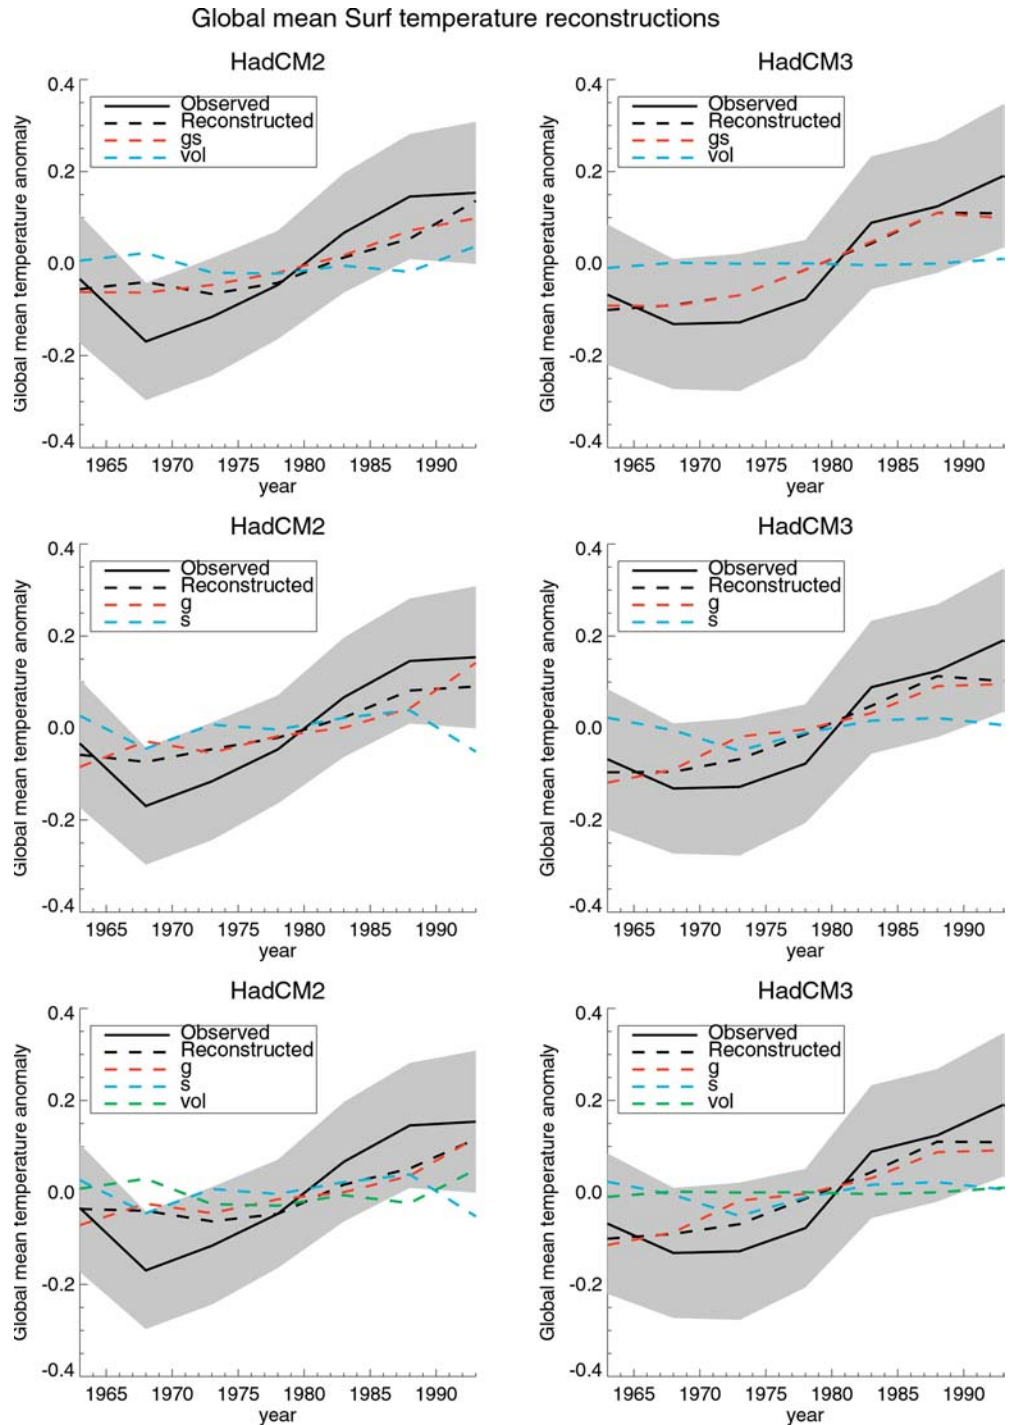 Global mean Surf temperature reconstructions
HadCM2
Global mean temperature anomaly
0.4
0.2
0.0
-0.2
-0.4
Observed
Reconstructed
gs
vol
1965 1970 1975 1980 1985 1990
year
HadCM3
Global mean temperature anomaly
0.4
0.2
0.0
-0.2
-0.4
Observed
Reconstructed
gs
vol
1965 1970 1975 1980 1985 1990
year
HadCM2
Global mean temperature anomaly
0.4
0.2
0.0
-0.2
-0.4
Observed
Reconstructed
g
s
1965 1970 1975 1980 1985 1990
year
HadCM3
Global mean temperature anomaly
0.4
0.2
0.0
-0.2
-0.4
Observed
Reconstructed
g
s
1965 1970 1975 1980 1985 1990
year
HadCM2
Global mean temperature anomaly
0.4
0.2
0.0
-0.2
-0.4
Observed
Reconstructed
g
s
vol
1965 1970 1975 1980 1985 1990
year
HadCM3
Global mean temperature anomaly
0.4
0.2
0.0
-0.2
-0.4
Observed
Reconstructed
g
s
vol
1965 1970 1975 1980 1985 1990
year